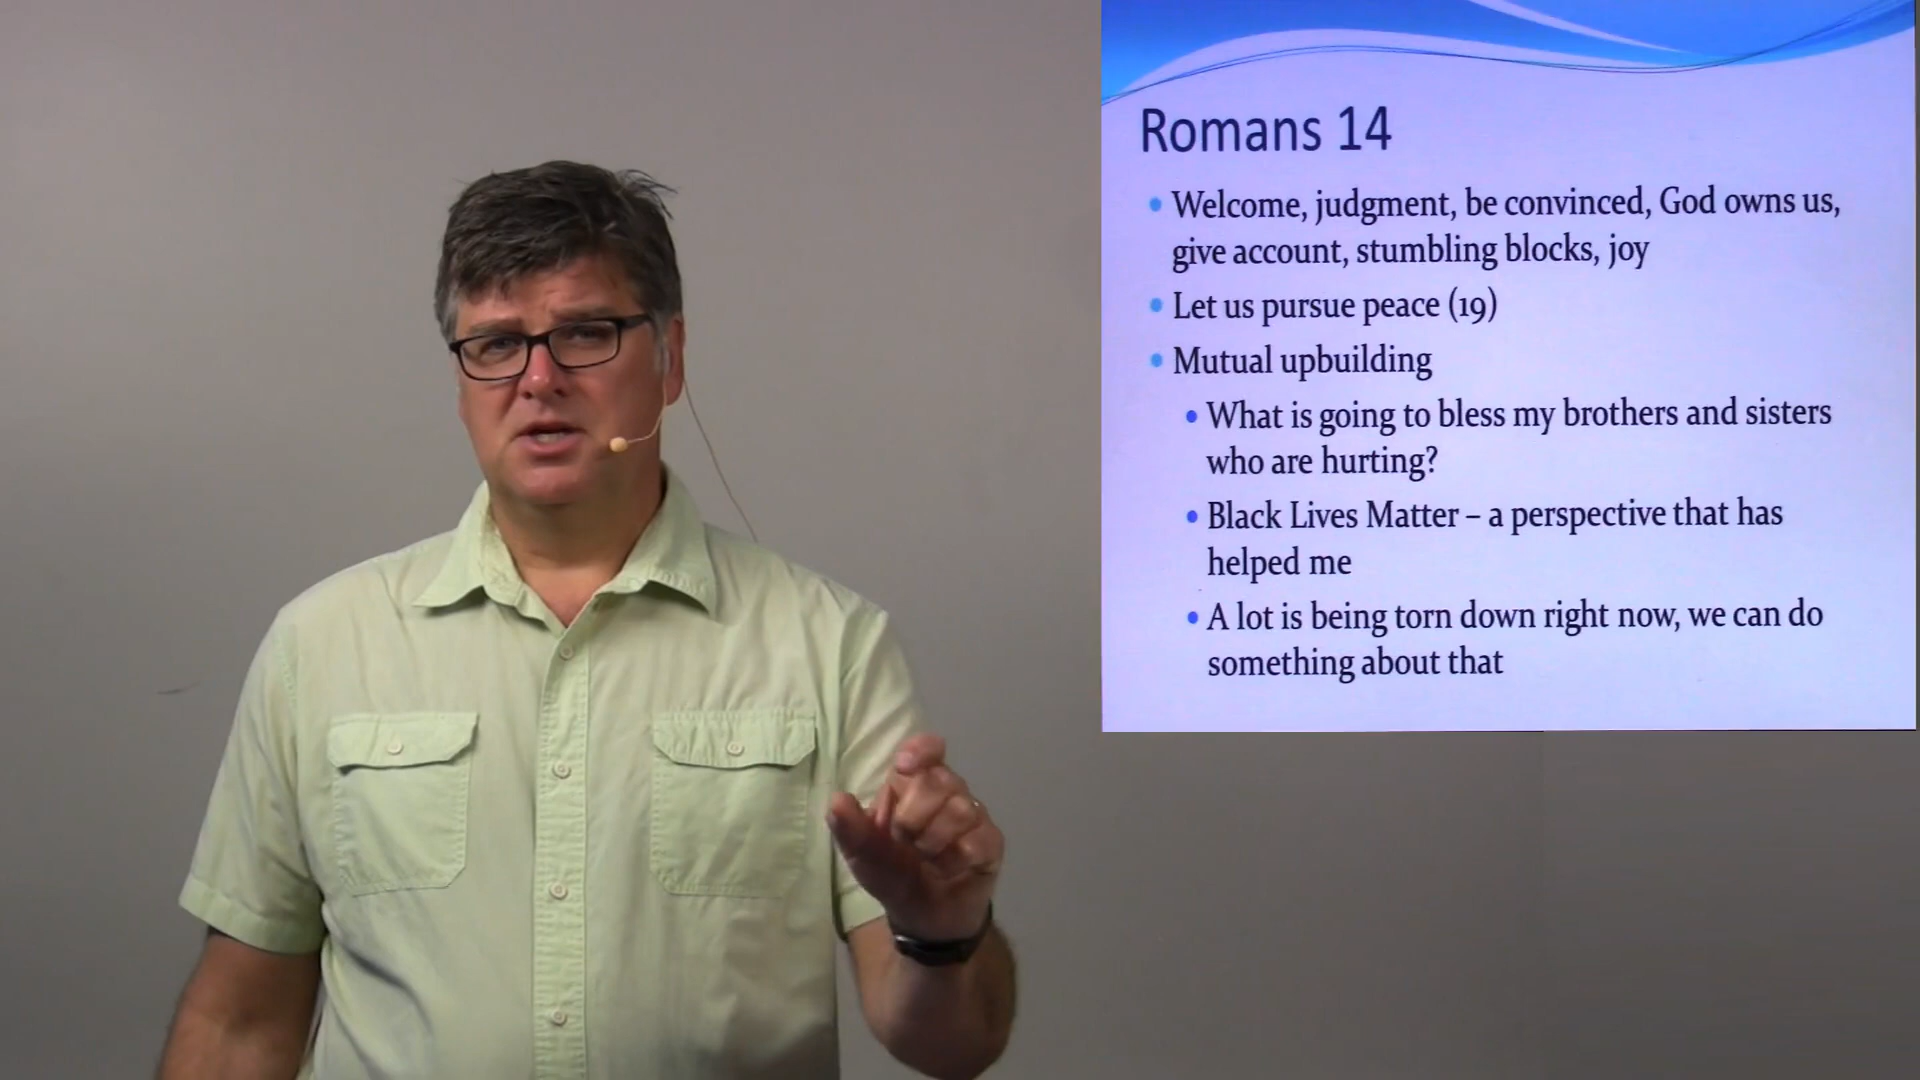 Romans 14
Welcome, judgment, be convinced, God owns us,
give account, stumbling blocks, joy
Let us pursue peace (19)
Mutual upbuilding
What is going to bless my brothers and sisters
who are hurting?
Black Lives Matter – a perspective that has
helped me
A lot is being torn down right now, we can do
something about that